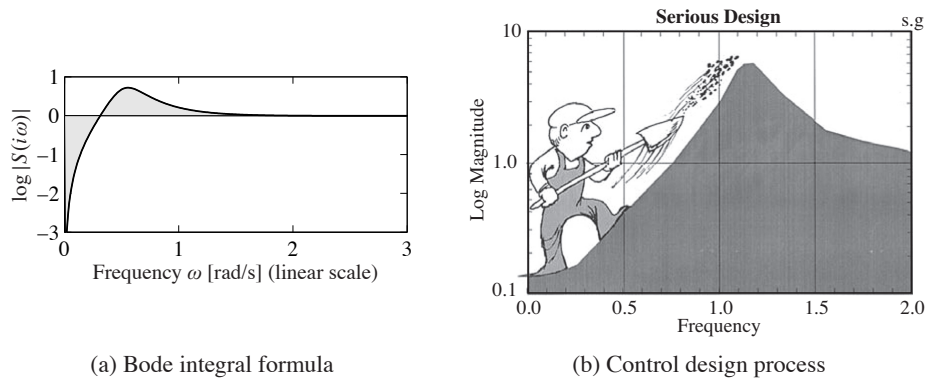 1
0
−1
−2
−3
log |S(iω)|
0
1
2
3
Frequency ω [rad/s] (linear scale)
(a) Bode integral formula
Serious Design
s.g
10
1.0
0.1
Log Magnitude
0.0
0.5
1.0
1.5
2.0
Frequency
(b) Control design process